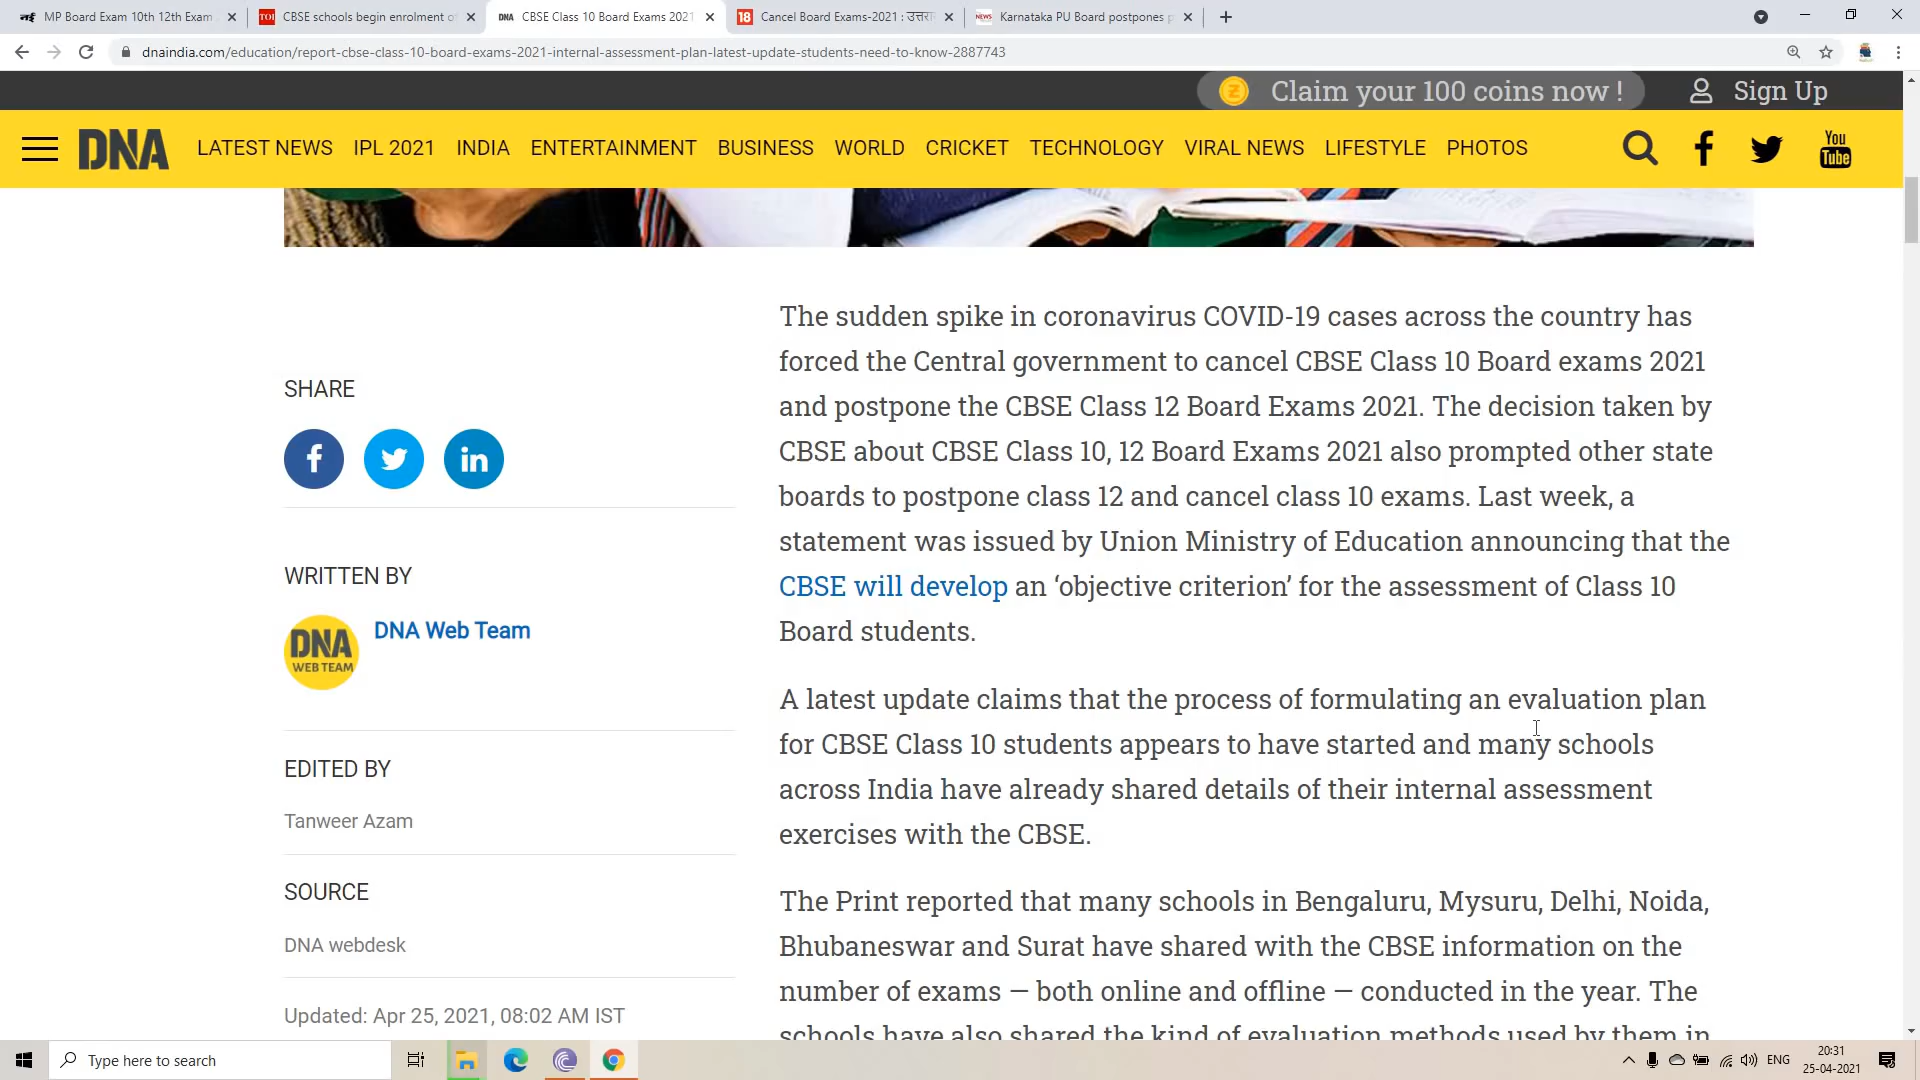 MP Board Exam 10th 12th Exam
TOI CBSE schools begin enrolment o
DNA CBSE Class 10 Board Exams 2021
18 Cancel Board Exams-2021 :
NEWS Karnataka PU Board postpones p
dnaindia.com/education/report-cbse-class-10-board-exams-2021-internal-assessment-plan-latest-update-students-need-to-know-2887743
Claim your 100 coins now !
Sign Up
DNA
LATEST NEWS IPL 2021 INDIA ENTERTAINMENT BUSINESS WORLD CRICKET TECHNOLOGY VIRAL NEWS LIFESTYLE PHOTOS
You Tube
SHARE
WRITTEN BY
DNA
WEB TEAM
DNA Web Team
EDITED BY
Tanweer Azam
SOURCE
DNA webdesk
Updated: Apr 25, 2021, 08:02 AM IST
The sudden spike in coronavirus COVID-19 cases across the country has
forced the Central government to cancel CBSE Class 10 Board exams 2021
and postpone the CBSE Class 12 Board Exams 2021. The decision taken by
CBSE about CBSE Class 10, 12 Board Exams 2021 also prompted other state
boards to postpone class 12 and cancel class 10 exams. Last week, a
statement was issued by Union Ministry of Education announcing that the
CBSE will develop an ‘objective criterion’ for the assessment of Class 10
Board students.
A latest update claims that the process of formulating an evaluation plan
for CBSE Class 10 students appears to have started and many schools
across India have already shared details of their internal assessment
exercises with the CBSE.
The Print reported that many schools in Bengaluru, Mysuru, Delhi, Noida,
Bhubaneswar and Surat have shared with the CBSE information on the
number of exams — both online and offline — conducted in the year. The
schools have also shared the kind of evaluation methods used by them in
Type here to search
ENG
20:31
25-04-2021